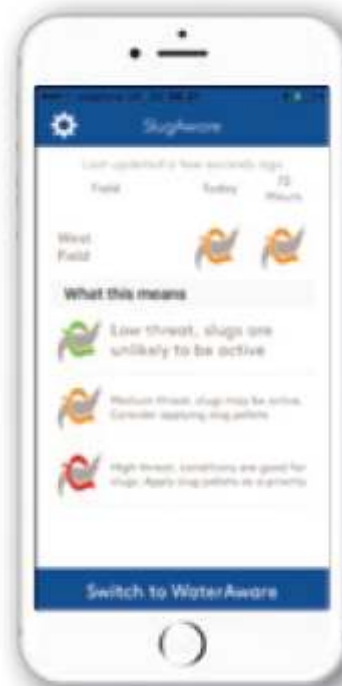 SlugAware
Last updated a few seconds ago
Field Today 72
Hours
West
Field
What this means
Low threat, slugs are
unlikely to be active
Medium threat, slugs may be active.
Consider applying slug pellets
High threat, conditions are good for
slugs. Apply slug pellets as a priority
Switch to WaterAware